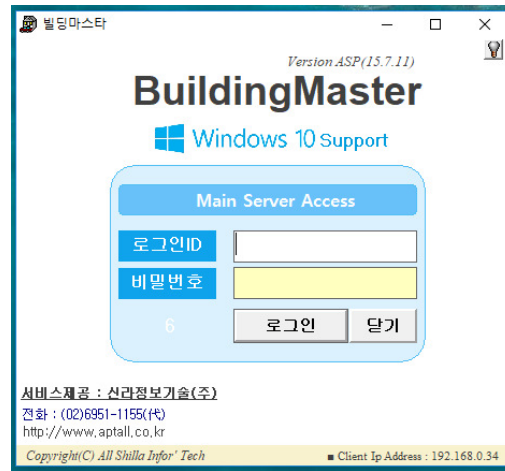 빌딩마스타
Version ASP(15.7.11)
BuildingMaster
Windows 10 Support
Main Server Access
로그인ID
비밀번호
6
로그인 닫기
서비스제공 : 신라정보기술(주)
전화 : (02)6951-1155(代)
http://www.aptall.co.kr
Copyright(C) All Shilla Infor' Tech
■ Client Ip Address : 192.168.0.34